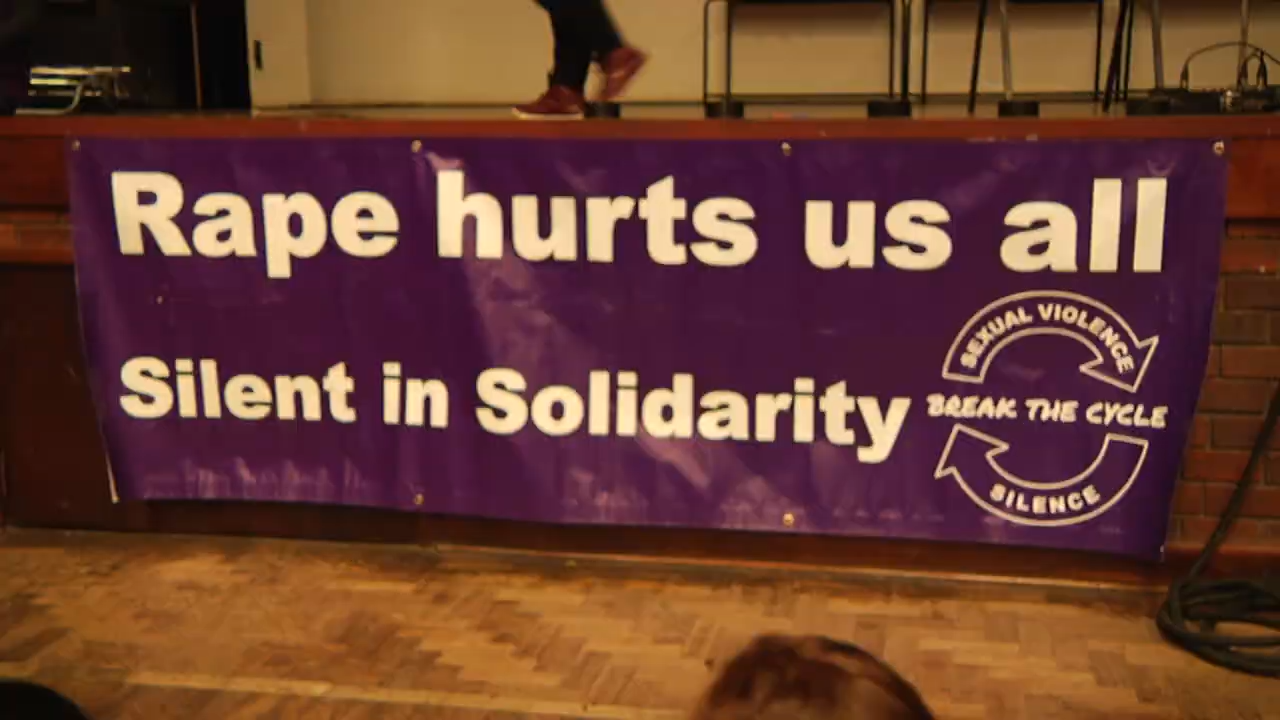 Rape hurts us all
Silent in Solidarity
SEXUAL VIOLENCE
BREAK THE CYCLE
SILENCE